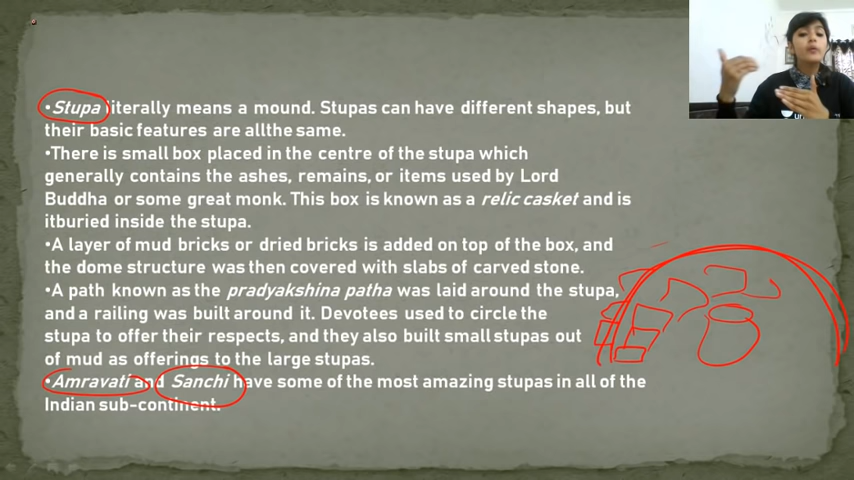 •Stupa literally means a mound. Stupas can have different shapes, but
their basic features are allthe same.
•There is small box placed in the centre of the stupa which
generally contains the ashes, remains, or items used by Lord
Buddha or some great monk. This box is known as a relic casket and is
itburied inside the stupa.
•A layer of mud bricks or dried bricks is added on top of the box, and
the dome structure was then covered with slabs of carved stone.
•A path known as the pradyakshina patha was laid around the stupa,
and a railing was built around it. Devotees used to circle the
stupa to offer their respects, and they also built small stupas out
of mud as offerings to the large stupas.
•Amravati and Sanchi have some of the most amazing stupas in all of the
Indian sub-continent.